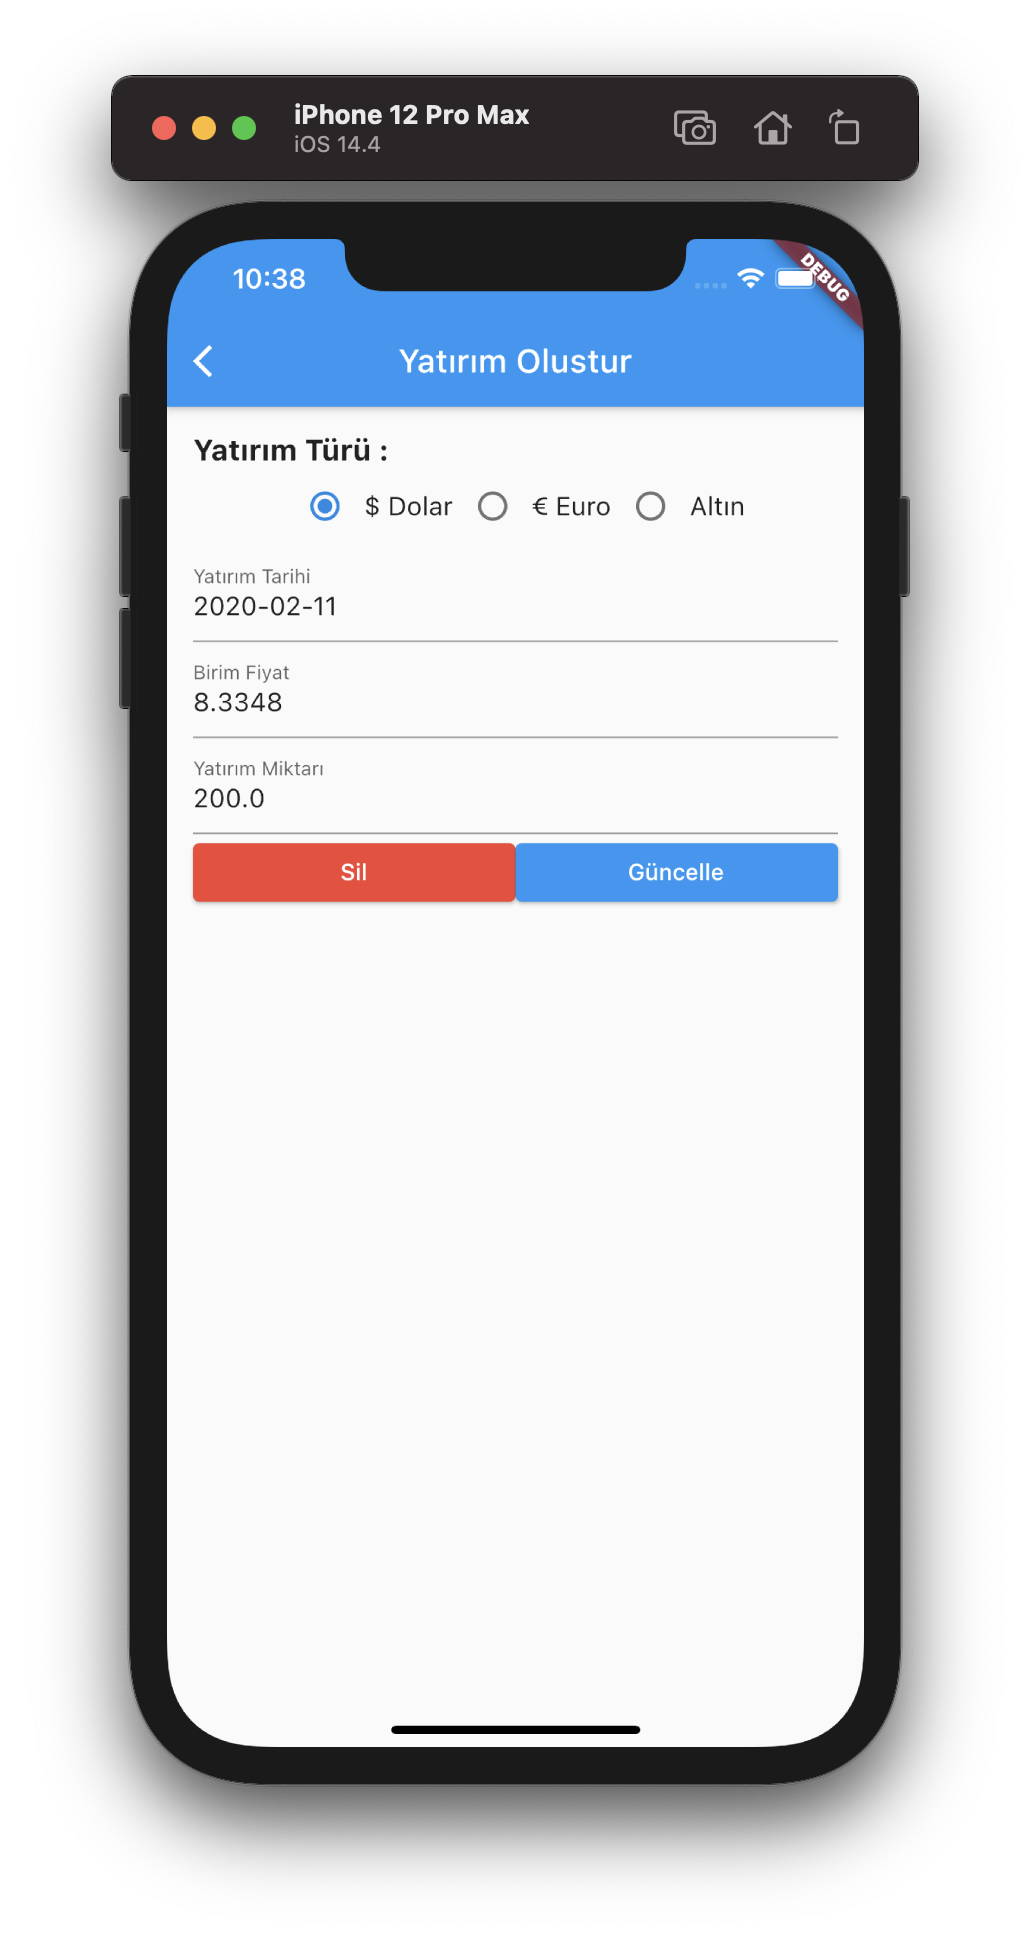 iPhone 12 Pro Max
iOS 14.4
10:38
DEBUG
Yatırım Olustur
Yatırım Türü :
$ Dolar € Euro Altın
Yatırım Tarihi
2020-02-11
Birim Fiyat
8.3348
Yatırım Miktarı
200.0
Sil Güncelle